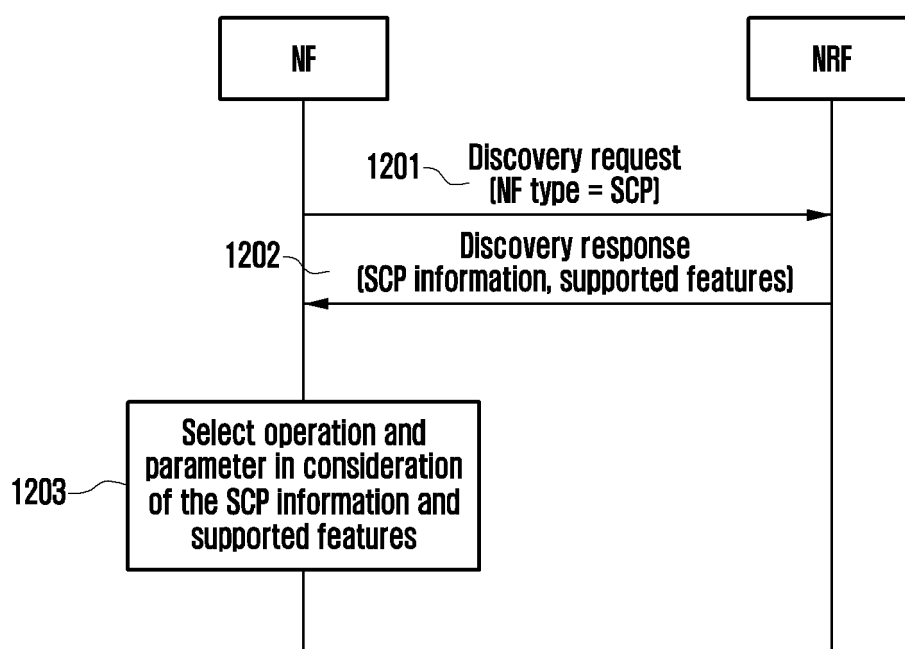 NF
NRF
1201
Discovery request
(NF type = SCP)
1202
Discovery response
(SCP information, supported features)
1203
Select operation and
parameter in consideration
of the SCP information and
supported features